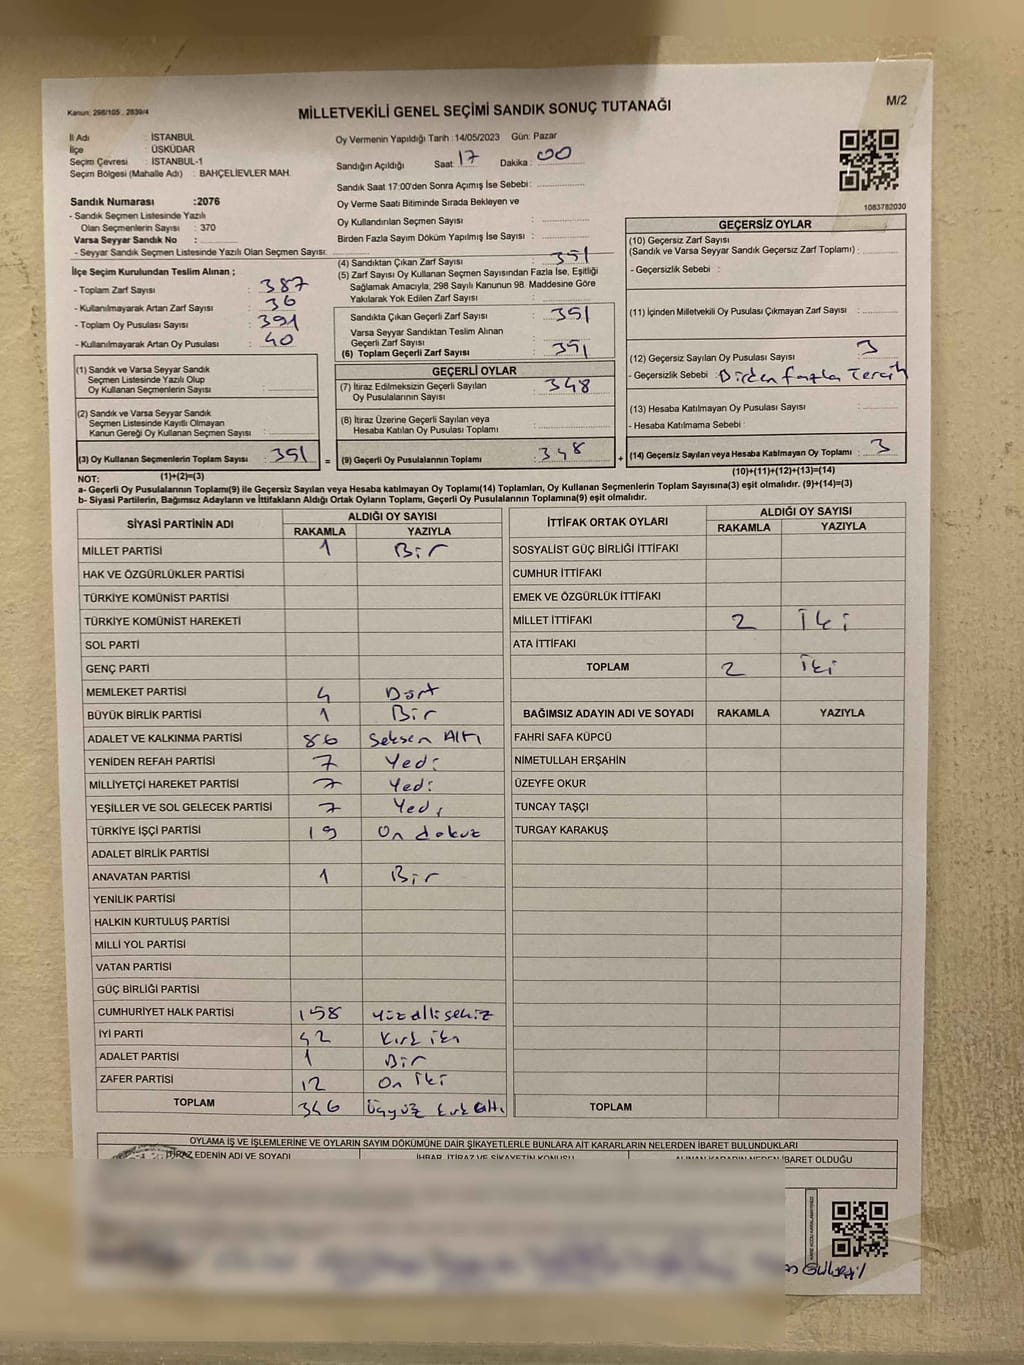 Kanun: 298/105 , 2839/4
MİLLETVEKİLİ GENEL SEÇİMİ SANDIK SONUÇ TUTANAĞI
M/2
İl Adı : İSTANBUL
İlçe : ÜSKÜDAR
Seçim Çevresi : İSTANBUL-1
Seçim Bölgesi (Mahalle Adı) : BAHÇELİEVLER MAH.
Sandık Numarası :2076
- Sandık Seçmen Listesinde Yazılı
Olan Seçmenlerin Sayısı : 370
Varsa Seyyar Sandık No :
- Seyyar Sandık Seçmen Listesinde Yazılı Olan Seçmen Sayısı:
İlçe Seçim Kurulundan Teslim Alınan ;
- Toplam Zarf Sayısı : 387
- Kullanılmayarak Artan Zarf Sayısı : 36
- Toplam Oy Pusulası Sayısı : 391
- Kullanılmayarak Artan Oy Pusulası : 40
(1) Sandık ve Varsa Seyyar Sandık
Seçmen Listesinde Yazılı Olup
Oy Kullanan Seçmenlerin Sayısı :
(2) Sandık ve Varsa Seyyar Sandık
Seçmen Listesinde Kayıtlı Olmayan
Kanun Gereği Oy Kullanan Seçmen Sayısı :
(3) Oy Kullanan Seçmenlerin Toplam Sayısı : 351
(1)+(2)=(3)
Oy Vermenin Yapıldığı Tarih : 14/05/2023 Gün: Pazar
Sandığın Açıldığı Saat: 17 Dakika : 00
Sandık Saat 17:00'den Sonra Açımış İse Sebebi :
Oy Verme Saati Bitiminde Sırada Bekleyen ve
Oy Kullandırılan Seçmen Sayısı :
Birden Fazla Sayım Döküm Yapılmış İse Sayısı :
(4) Sandıktan Çıkan Zarf Sayısı : 351
(5) Zarf Sayısı Oy Kullanan Seçmen Sayısından Fazla İse, Eşitliği
Sağlamak Amacıyla; 298 Sayılı Kanunun 98. Maddesine Göre
Yakılarak Yok Edilen Zarf Sayısı :
Sandıkta Çıkan Geçerli Zarf Sayısı : 351
Varsa Seyyar Sandıktan Teslim Alınan
Geçerli Zarf Sayısı :
(6) Toplam Geçerli Zarf Sayısı : 351
GEÇERLİ OYLAR
(7) İtiraz Edilmeksizin Geçerli Sayılan
Oy Pusulalarının Sayısı : 348
(8) İtiraz Üzerine Geçerli Sayılan veya
Hesaba Katılan Oy Pusulası Toplamı :
= (9) Geçerli Oy Pusulalarının Toplamı : 348 +
1083782030
GEÇERSİZ OYLAR
(10) Geçersiz Zarf Sayısı
(Sandık ve Varsa Seyyar Sandık Geçersiz Zarf Toplamı) :
- Geçersizlik Sebebi :
(11) İçinden Milletvekili Oy Pusulası Çıkmayan Zarf Sayısı :
(12) Geçersiz Sayılan Oy Pusulası Sayısı : 3
- Geçersizlik Sebebi : Birden fazla Tercih
(13) Hesaba Katılmayan Oy Pusulası Sayısı :
- Hesaba Katılmama Sebebi :
(14) Geçersiz Sayılan veya Hesaba Katılmayan Oy Toplamı : 3
(10)+(11)+(12)+(13)=(14)
NOT:
a- Geçerli Oy Pusulalarının Toplamı(9) ile Geçersiz Sayılan veya Hesaba katılmayan Oy Toplamı(14) Toplamları, Oy Kullanan Seçmenlerin Toplam Sayısına(3) eşit olmalıdır. (9)+(14)=(3)
b- Siyasi Partilerin, Bağımsız Adayların ve İttifakların Aldığı Ortak Oyların Toplamı, Geçerli Oy Pusulalarının Toplamına(9) eşit olmalıdır.
SİYASİ PARTİNİN ADI ALDIĞI OY SAYISI
RAKAMLA YAZIYLA
MİLLET PARTİSİ 1 Bir
HAK VE ÖZGÜRLÜKLER PARTİSİ
TÜRKİYE KOMÜNİST PARTİSİ
TÜRKİYE KOMÜNİST HAREKETİ
SOL PARTİ
GENÇ PARTİ
MEMLEKET PARTİSİ 4 Dört
BÜYÜK BİRLİK PARTİSİ 1 Bir
ADALET VE KALKINMA PARTİSİ 86 Seksen Altı
YENİDEN REFAH PARTİSİ 7 Yedi
MİLLİYETÇİ HAREKET PARTİSİ 7 Yedi
YEŞİLLER VE SOL GELECEK PARTİSİ 7 Yedi
TÜRKİYE İŞÇİ PARTİSİ 19 On dokuz
ADALET BİRLİK PARTİSİ
ANAVATAN PARTİSİ 1 Bir
YENİLİK PARTİSİ
HALKIN KURTULUŞ PARTİSİ
MİLLİ YOL PARTİSİ
VATAN PARTİSİ
GÜÇ BİRLİĞİ PARTİSİ
CUMHURİYET HALK PARTİSİ 158 Yüzellisekiz
İYİ PARTİ 42 Kırk iki
ADALET PARTİSİ 1 Bir
ZAFER PARTİSİ 12 On iki
TOPLAM 346 Üçyüz kırk altı
İTTİFAK ORTAK OYLARI ALDIĞI OY SAYISI
RAKAMLA YAZIYLA
SOSYALİST GÜÇ BİRLİĞİ İTTİFAKI
CUMHUR İTTİFAKI
EMEK VE ÖZGÜRLÜK İTTİFAKI
MİLLET İTTİFAKI 2 İki
ATA İTTİFAKI
TOPLAM 2 İki
BAĞIMSIZ ADAYIN ADI VE SOYADI RAKAMLA YAZIYLA
FAHRİ SAFA KÜPCÜ
NİMETULLAH ERŞAHİN
ÜZEYFE OKUR
TUNCAY TAŞÇI
TURGAY KARAKUŞ
TOPLAM
OYLAMA İŞ VE İŞLEMLERİNE VE OYLARIN SAYIM DÖKÜMÜNE DAİR ŞİKAYETLERLE BUNLARA AİT KARARLARIN NELERDEN İBARET BULUNDUKLARI
İTİRAZ EDENİN ADI VE SOYADI İHBAR, İTİRAZ VE ŞİKAYETİN KONUSU ALINAN KARARIN NEDEN İBARET OLDUĞU